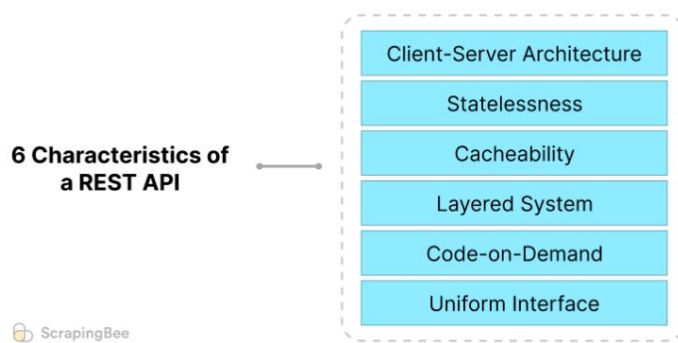 6 Characteristics of
a REST API
Client-Server Architecture
Statelessness
Cacheability
Layered System
Code-on-Demand
Uniform Interface
ScrapingBee